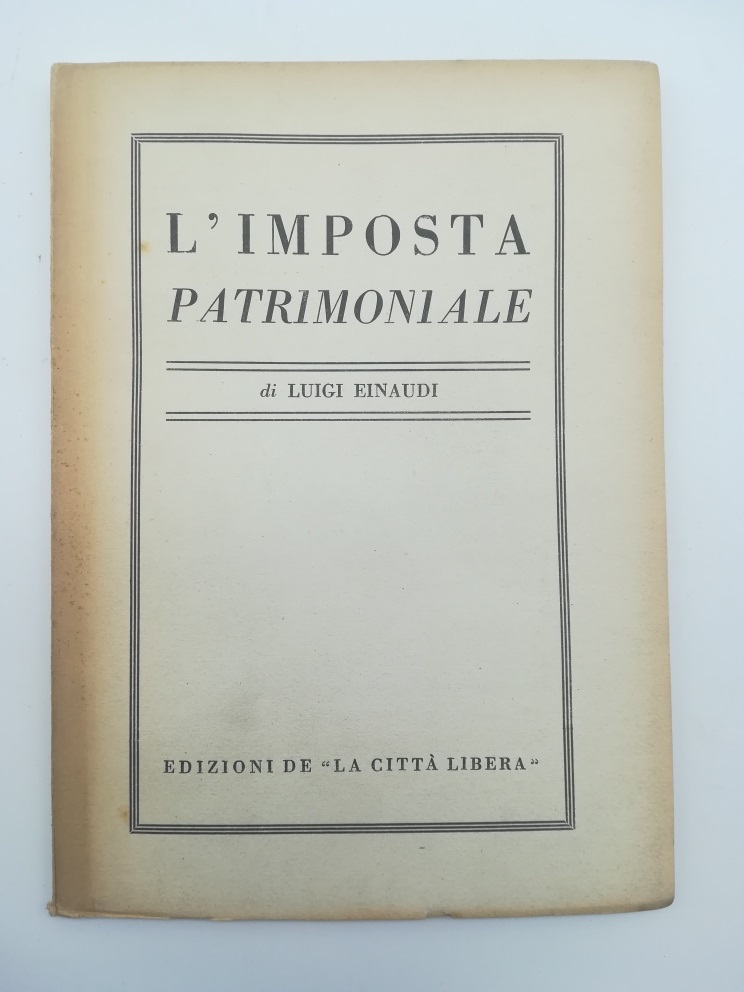 L'IMPOSTA
PATRIMONIALE
di LUIGI EINAUDI
EDIZIONI DE "LA CITTÀ LIBERA"